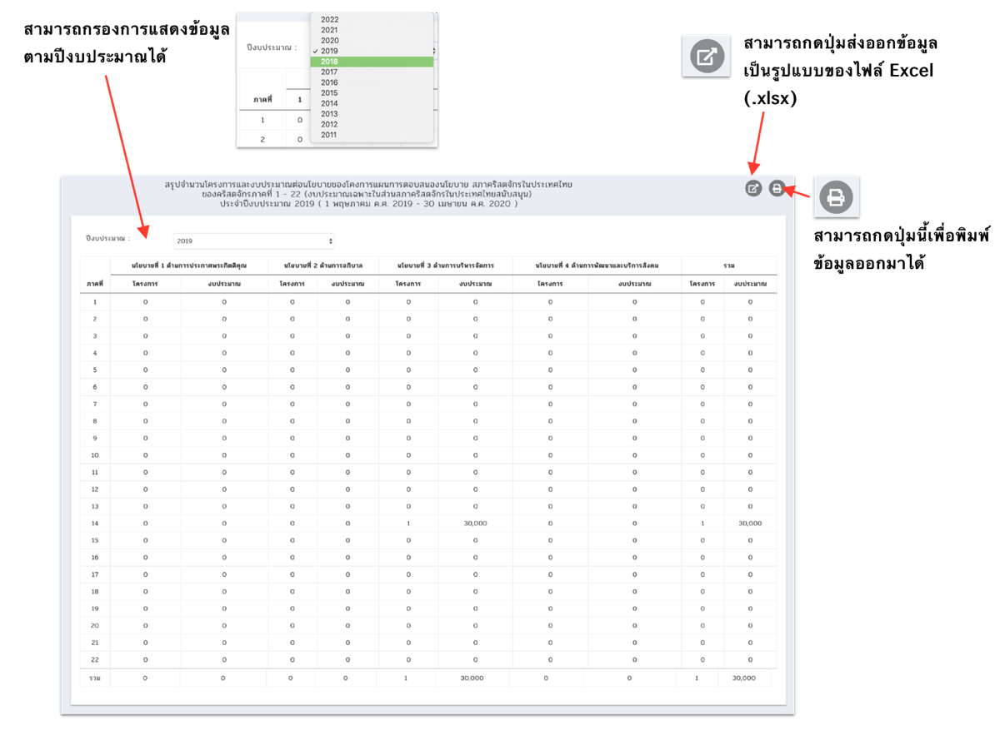 สามารถกรองการแสดงข้อมูล
ตามปีงบประมาณได้
ปีงบประมาณ :
2022
2021
2020
✓ 2019
2018
2017
2016
2015
2014
2013
2012
2011
ภาคที่ 1
1 0
2 0
สามารถกดปุ่มส่งออกข้อมูล
เป็นรูปแบบของไฟล์ Excel
(.xlsx)
สรุปจำนวนโครงการและงบประมาณต่อนโยบายของโคงการแผนการตอบสนองนโยบาย สภาคริสตจักรในประเทศไทย
ของคริสตจักรภาคที่ 1 - 22 (งบประมาณเฉพาะในส่วนสภาคริสตจักรในประเทศไทยสนับสนุน)
ประจำปีงบประมาณ 2019 ( 1 พฤษภาคม ค.ศ. 2019 - 30 เมษายน ค.ศ. 2020 )
สามารถกดปุ่มนี้เพื่อพิมพ์
ข้อมูลออกมาได้
ปีงบประมาณ : 2019
นโยบายที่ 1 ด้านการประกาศพระกิตติคุณ นโยบายที่ 2 ด้านการอภิบาล นโยบายที่ 3 ด้านการบริหารจัดการ นโยบายที่ 4 ด้านการพัฒนาและบริการสังคม รวม
ภาคที่ โครงการ งบประมาณ โครงการ งบประมาณ โครงการ งบประมาณ โครงการ งบประมาณ โครงการ งบประมาณ
1 0 0 0 0 0 0 0 0 0 0
2 0 0 0 0 0 0 0 0 0 0
3 0 0 0 0 0 0 0 0 0 0
4 0 0 0 0 0 0 0 0 0 0
5 0 0 0 0 0 0 0 0 0 0
6 0 0 0 0 0 0 0 0 0 0
7 0 0 0 0 0 0 0 0 0 0
8 0 0 0 0 0 0 0 0 0 0
9 0 0 0 0 0 0 0 0 0 0
10 0 0 0 0 0 0 0 0 0 0
11 0 0 0 0 0 0 0 0 0 0
12 0 0 0 0 0 0 0 0 0 0
13 0 0 0 0 0 0 0 0 0 0
14 0 0 0 0 1 30,000 0 0 1 30,000
15 0 0 0 0 0 0 0 0 0 0
16 0 0 0 0 0 0 0 0 0 0
17 0 0 0 0 0 0 0 0 0 0
18 0 0 0 0 0 0 0 0 0 0
19 0 0 0 0 0 0 0 0 0 0
20 0 0 0 0 0 0 0 0 0 0
21 0 0 0 0 0 0 0 0 0 0
22 0 0 0 0 0 0 0 0 0 0
รวม 0 0 0 0 1 30,000 0 0 1 30,000